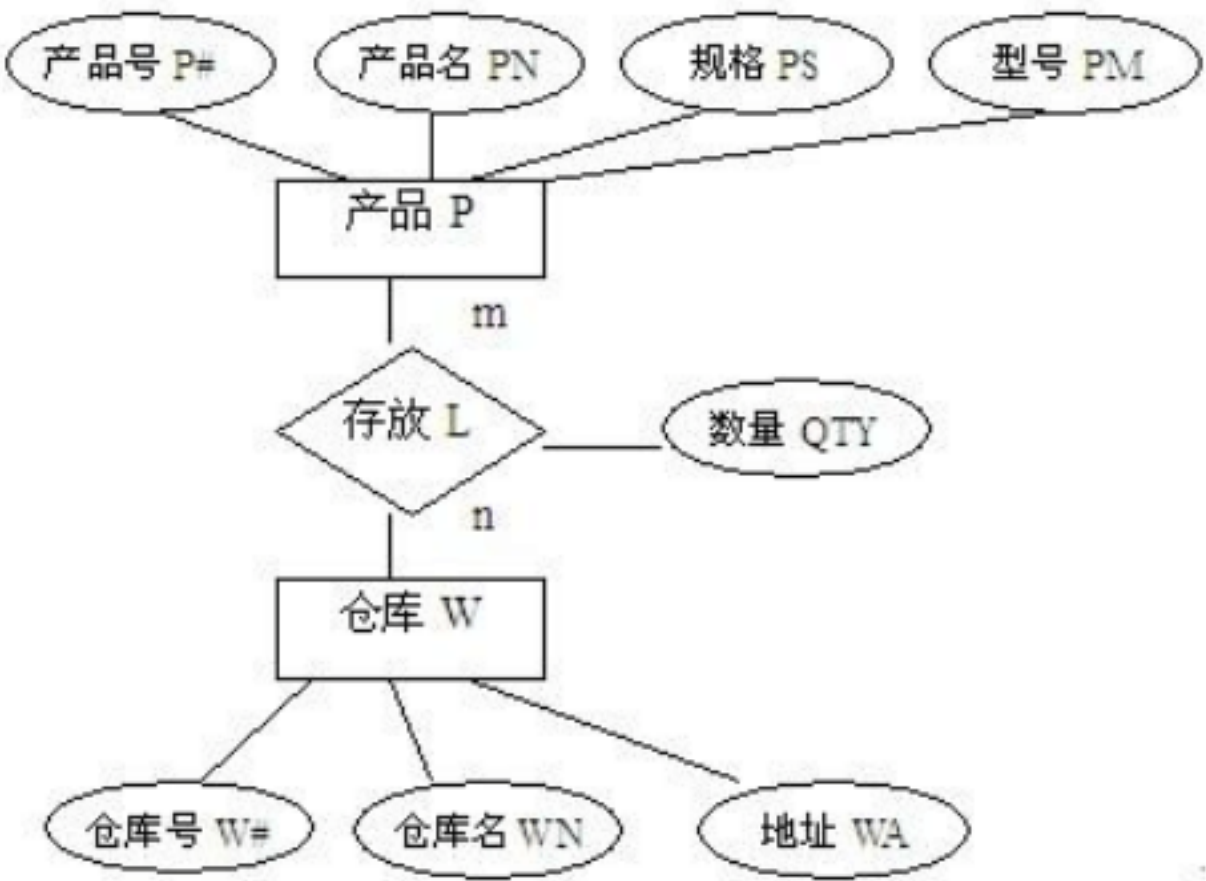 产品号 P#
产品名 PN
规格 PS
型号 PM
产品 P
m
存放 L
数量 QTY
n
仓库 W
仓库号 W#
仓库名 WN
地址 WA